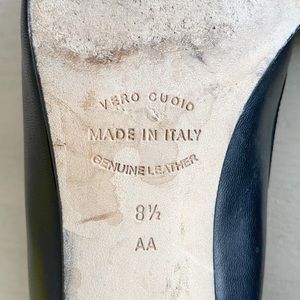 VERO CUOIO
MADE IN ITALY
GENUINE LEATHER
8½
AA